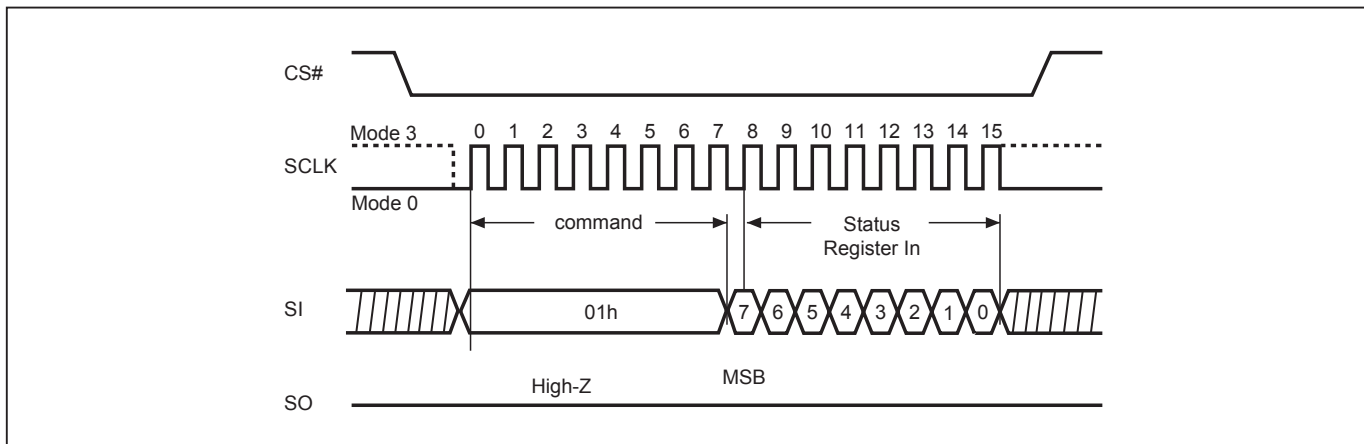 CS#
Mode 3
0 1 2 3 4 5 6 7 8 9 10 11 12 13 14 15
SCLK
Mode 0
command
Status
Register In
SI
01h
7 6 5 4 3 2 1 0
High-Z
MSB
SO